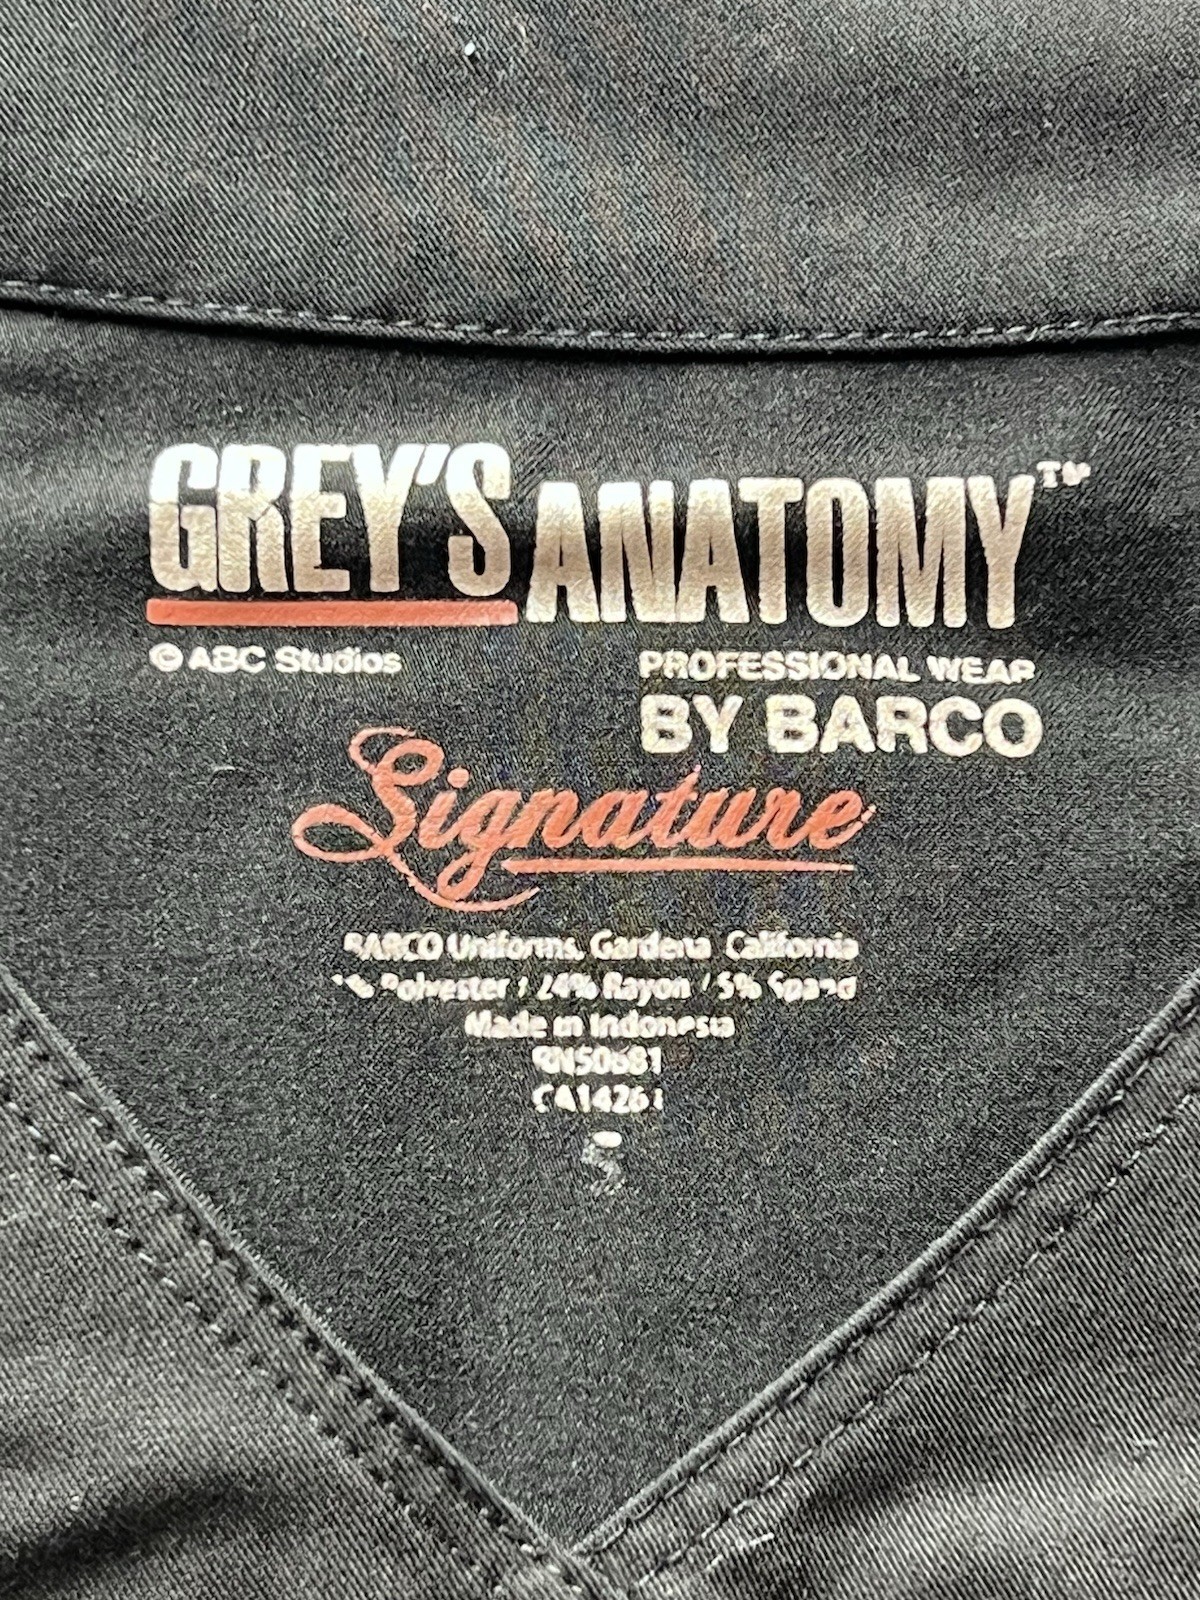 GREY'S ANATOMY™
© ABC Studios
PROFESSIONAL WEAR
BY BARCO
Signature
BARCO Uniforms, Gardena, California
% Polyester / 24% Rayon / 5% Spand
Made in Indonesia
RN50681
S